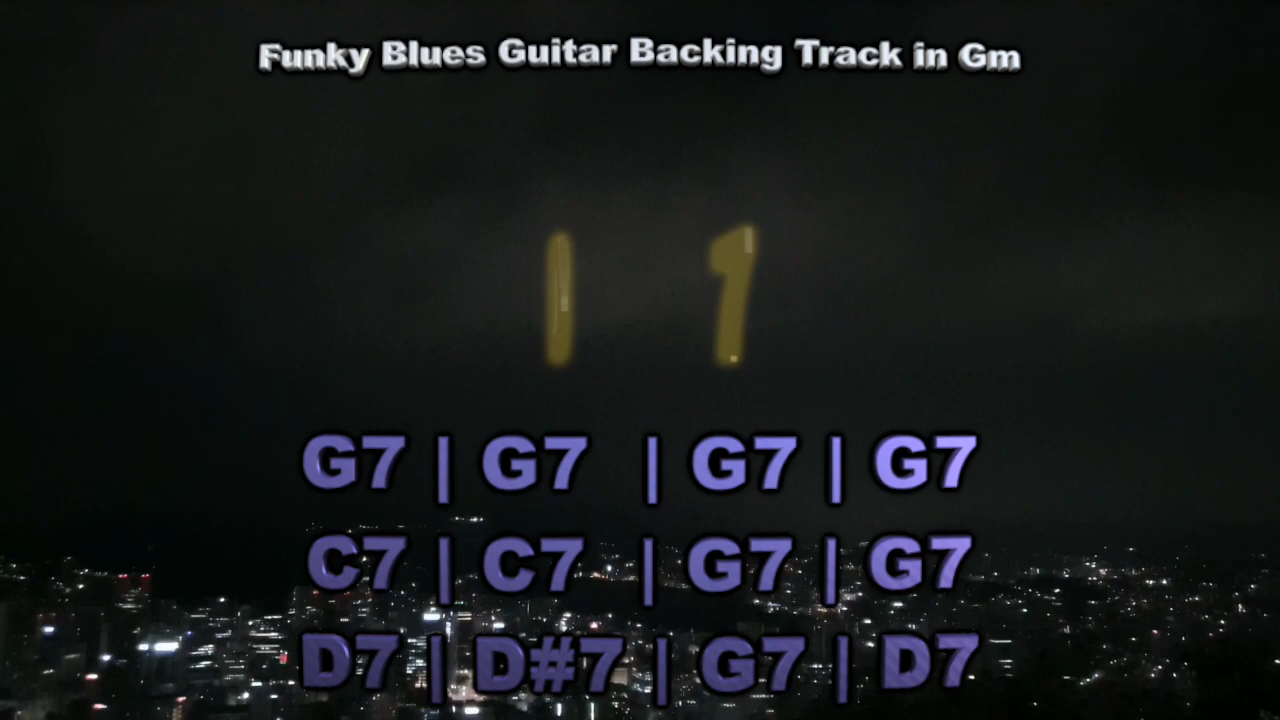 Funky Blues Guitar Backing Track in Gm
| 1
G7 | G7 | G7 | G7
C7 | C7 | G7 | G7
D7 | D#7 | G7 | D7